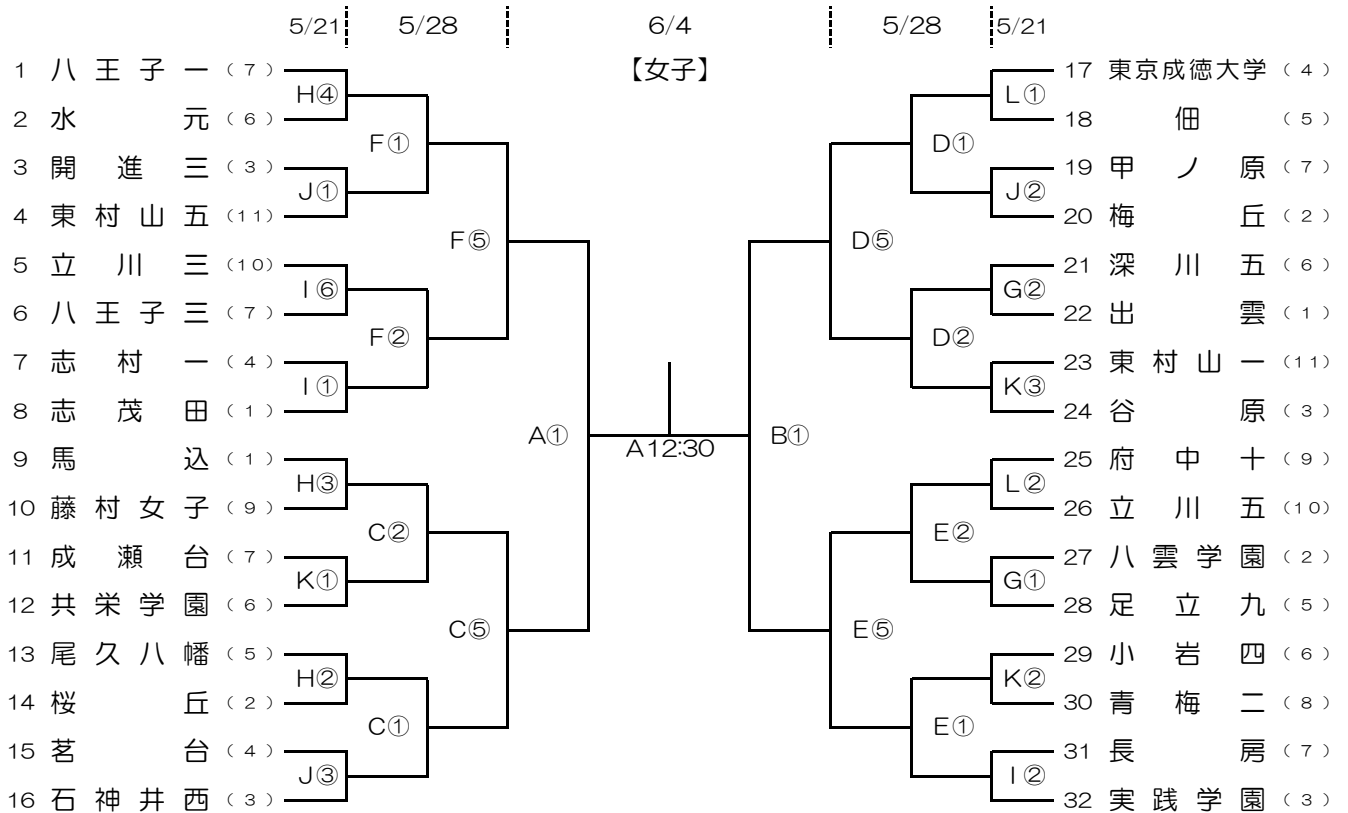 5/21 5/28 6/4 5/28 5/21
【女子】
1 八王子一 (7)
H④
2 水元 (6)
F①
3 開進三 (3)
J①
4 東村山五 (11)
F⑤
5 立川三 (10)
I⑥
6 八王子三 (7)
F②
7 志村一 (4)
I①
8 志茂田 (1)
A①
9 馬込 (1)
H③
10 藤村女子 (9)
C②
11 成瀬台 (7)
K①
12 共栄学園 (6)
C⑤
13 尾久八幡 (5)
H②
14 桜丘 (2)
C①
15 茗台 (4)
J③
16 石神井西 (3)
A12:30
17 東京成徳大学 (4)
L①
18 佃 (5)
D①
19 甲ノ原 (7)
J②
20 梅丘 (2)
D⑤
21 深川五 (6)
G②
22 出雲 (1)
D②
23 東村山一 (11)
K③
24 谷原 (3)
B①
25 府中十 (9)
L②
26 立川五 (10)
E②
27 八雲学園 (2)
G①
28 足立九 (5)
E⑤
29 小岩四 (6)
K②
30 青梅二 (8)
E①
31 長房 (7)
I②
32 実践学園 (3)